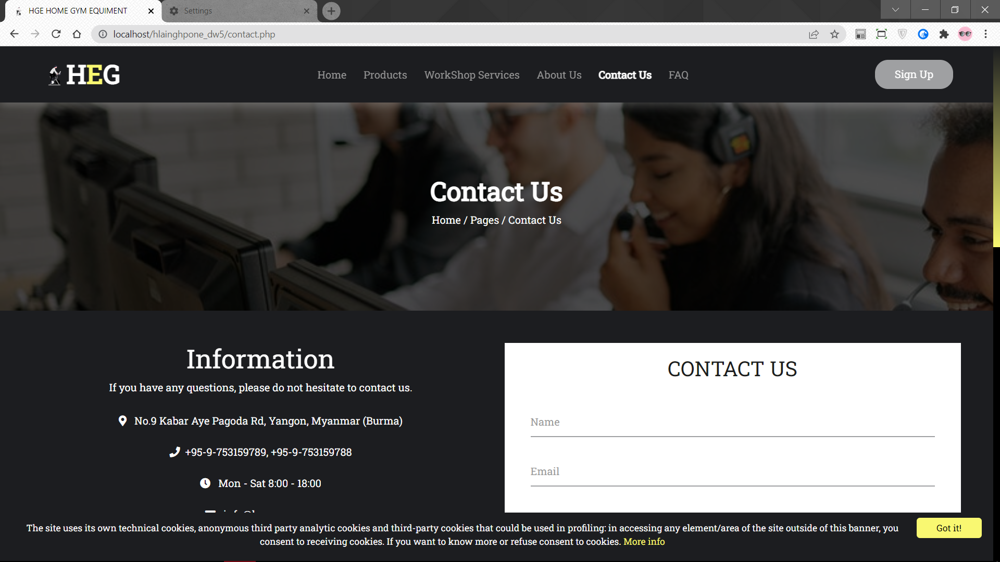 HGE HOME GYM EQUIMENT
Settings
localhost/hlainghpone_dw5/contact.php
HEG
Home Products WorkShop Services About Us Contact Us FAQ
Sign Up
Contact Us
Home / Pages / Contact Us
Information
If you have any questions, please do not hesitate to contact us.
No.9 Kabar Aye Pagoda Rd, Yangon, Myanmar (Burma)
+95-9-753159789, +95-9-753159788
Mon - Sat 8:00 - 18:00
CONTACT US
Name
Email
The site uses its own technical cookies, anonymous third party analytic cookies and third-party cookies that could be used in profiling: in accessing any element/area of the site outside of this banner, you
consent to receiving cookies. If you want to know more or refuse consent to cookies. More info
Got it!